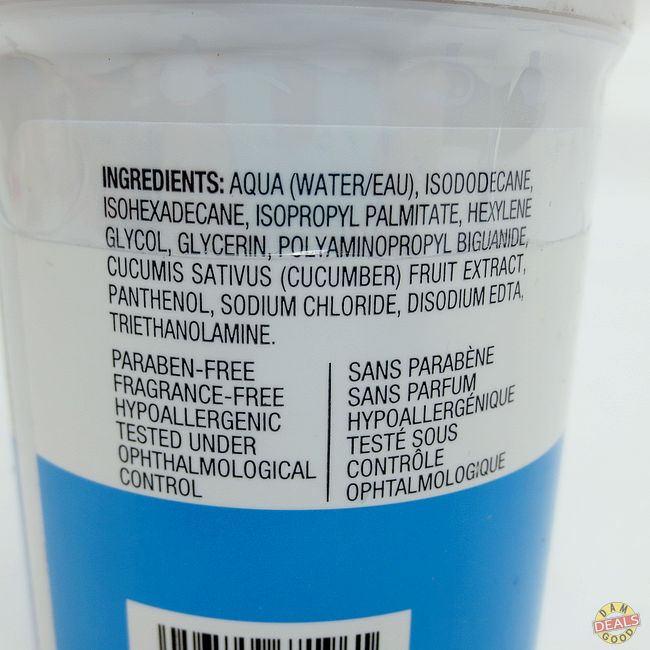 INGREDIENTS: AQUA (WATER/EAU), ISODODECANE,
ISOHEXADECANE, ISOPROPYL PALMITATE, HEXYLENE
GLYCOL, GLYCERIN, POLYAMINOPROPYL BIGUANIDE,
CUCUMIS SATIVUS (CUCUMBER) FRUIT EXTRACT,
PANTHENOL, SODIUM CHLORIDE, DISODIUM EDTA,
TRIETHANOLAMINE.
PARABEN-FREE
FRAGRANCE-FREE
HYPOALLERGENIC
TESTED UNDER
OPHTHALMOLOGICAL
CONTROL
SANS PARABÈNE
SANS PARFUM
HYPOALLERGÉNIQUE
TESTÉ SOUS
CONTRÔLE
OPHTALMOLOGIQUE
DAM
GOOD
DEALS